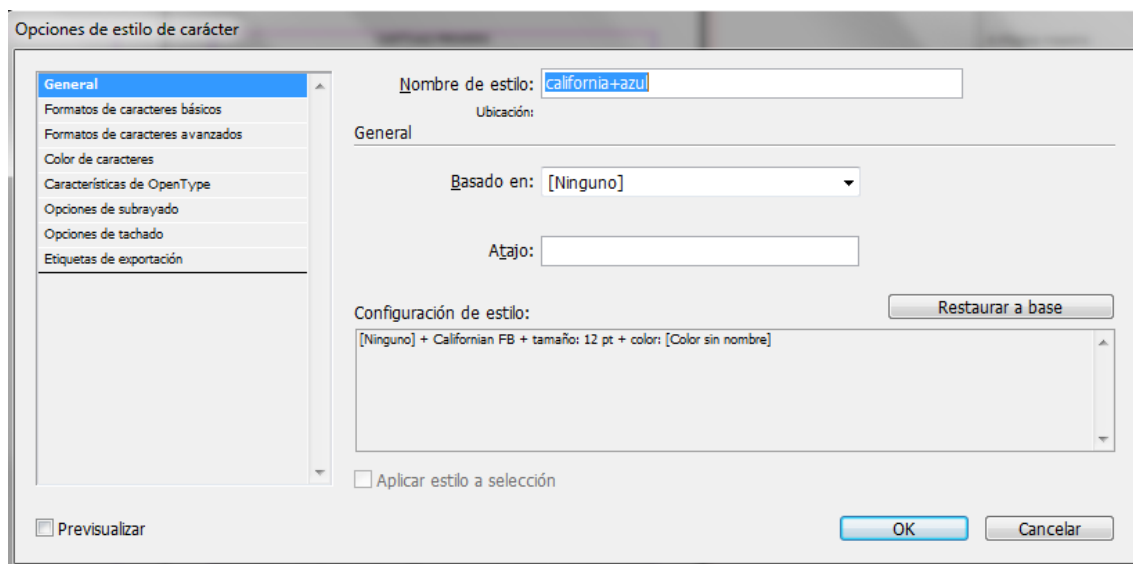 Opciones de estilo de carácter
General
Formatos de caracteres básicos
Formatos de caracteres avanzados
Color de caracteres
Características de OpenType
Opciones de subrayado
Opciones de tachado
Etiquetas de exportación
Nombre de estilo: california+azul
Ubicación:
General
Basado en: [Ninguno]
Atajo:
Configuración de estilo:
Restaurar a base
[Ninguno] + Californian FB + tamaño: 12 pt + color: [Color sin nombre]
Aplicar estilo a selección
Previsualizar
OK
Cancelar